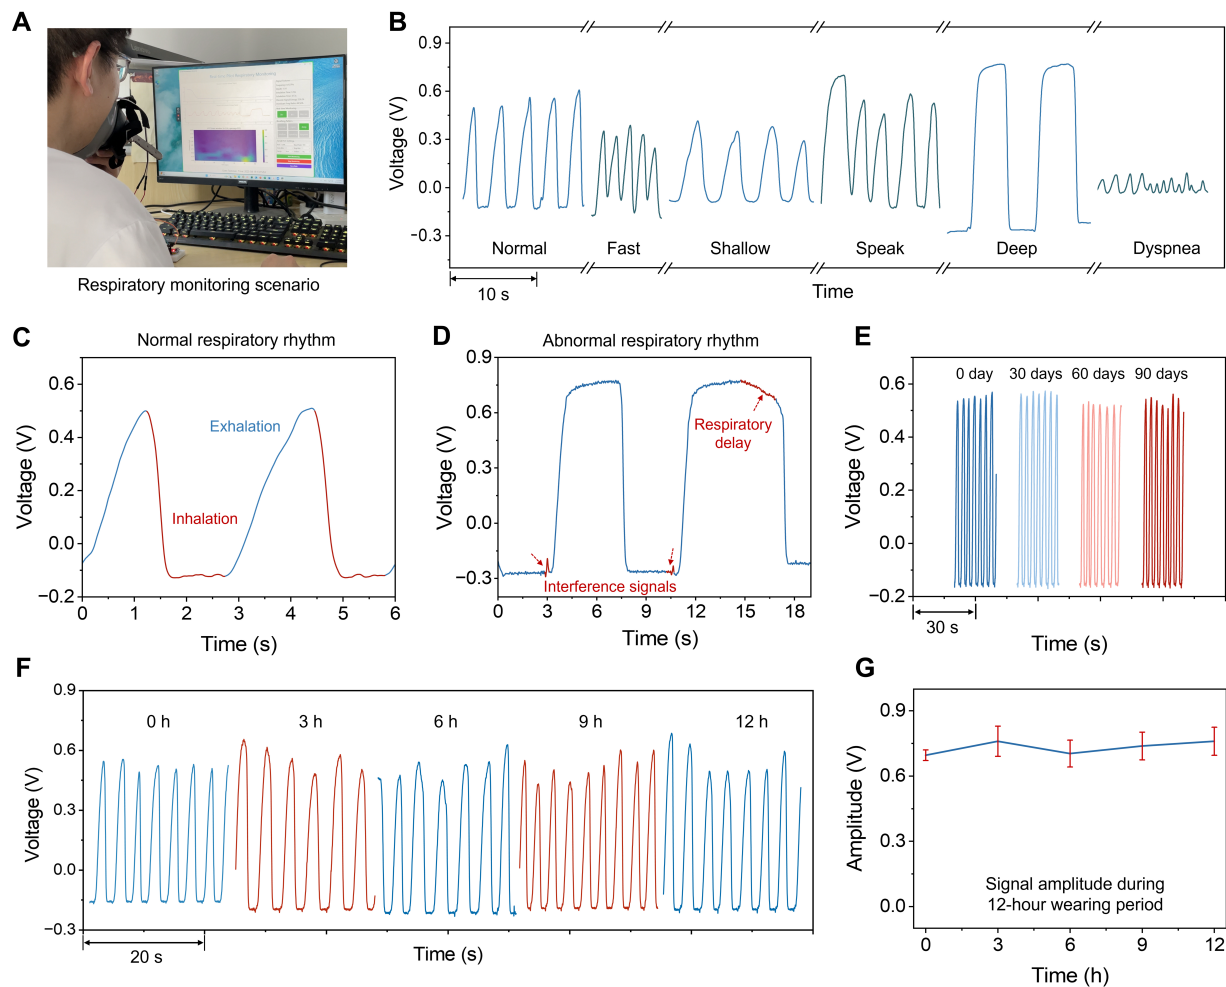 A
Respiratory monitoring scenario
B
Voltage (V)
0.9
0.6
0.3
0.0
−0.3
Normal
Fast
Shallow
Speak
Deep
Dyspnea
10 s
Time
C
Normal respiratory rhythm
Voltage (V)
0.6
0.4
0.2
0.0
−0.2
Exhalation
Inhalation
0 1 2 3 4 5 6
Time (s)
D
Abnormal respiratory rhythm
Voltage (V)
0.9
0.6
0.3
0.0
−0.3
Respiratory
delay
Interference signals
0 3 6 9 12 15 18
Time (s)
E
Voltage (V)
0.6
0.4
0.2
0.0
−0.2
0 day 30 days 60 days 90 days
30 s
Time (s)
F
Voltage (V)
0.9
0.6
0.3
0.0
−0.3
0 h
3 h
6 h
9 h
12 h
20 s
Time (s)
G
Amplitude (V)
0.9
0.6
0.3
0.0
Signal amplitude during
12-hour wearing period
0 3 6 9 12
Time (h)